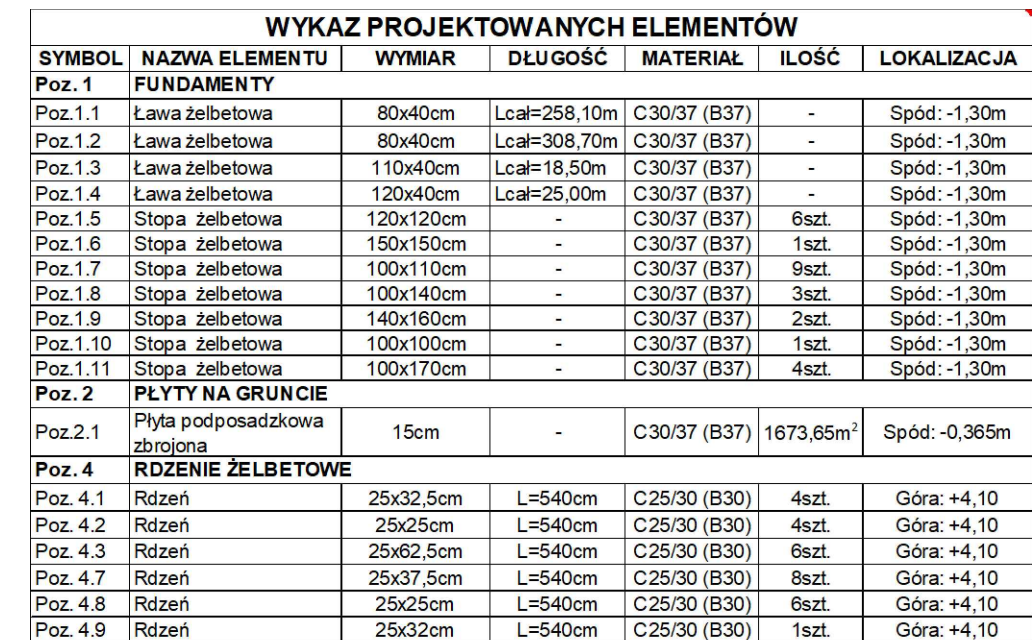 WYKAZ PROJEKTOWANYCH ELEMENTÓW
SYMBOL NAZWA ELEMENTU WYMIAR DŁUGOŚĆ MATERIAŁ ILOŚĆ LOKALIZACJA
Poz. 1 FUNDAMENTY
Poz.1.1 Ława żelbetowa 80x40cm Lcał=258,10m C30/37 (B37) - Spód: -1,30m
Poz.1.2 Ława żelbetowa 80x40cm Lcał=308,70m C30/37 (B37) - Spód: -1,30m
Poz.1.3 Ława żelbetowa 110x40cm Lcał=18,50m C30/37 (B37) - Spód: -1,30m
Poz.1.4 Ława żelbetowa 120x40cm Lcał=25,00m C30/37 (B37) - Spód: -1,30m
Poz.1.5 Stopa żelbetowa 120x120cm - C30/37 (B37) 6szt. Spód: -1,30m
Poz.1.6 Stopa żelbetowa 150x150cm - C30/37 (B37) 1szt. Spód: -1,30m
Poz.1.7 Stopa żelbetowa 100x110cm - C30/37 (B37) 9szt. Spód: -1,30m
Poz.1.8 Stopa żelbetowa 100x140cm - C30/37 (B37) 3szt. Spód: -1,30m
Poz.1.9 Stopa żelbetowa 140x160cm - C30/37 (B37) 2szt. Spód: -1,30m
Poz.1.10 Stopa żelbetowa 100x100cm - C30/37 (B37) 1szt. Spód: -1,30m
Poz.1.11 Stopa żelbetowa 100x170cm - C30/37 (B37) 4szt. Spód: -1,30m
Poz. 2 PŁYTY NA GRUNCIE
Poz.2.1 Płyta podposadzkowa
zbrojona 15cm - C30/37 (B37) 1673,65m² Spód: -0,365m
Poz. 4 RDZENIE ŻELBETOWE
Poz. 4.1 Rdzeń 25x32,5cm L=540cm C25/30 (B30) 4szt. Góra: +4,10
Poz. 4.2 Rdzeń 25x25cm L=540cm C25/30 (B30) 4szt. Góra: +4,10
Poz. 4.3 Rdzeń 25x62,5cm L=540cm C25/30 (B30) 6szt. Góra: +4,10
Poz. 4.7 Rdzeń 25x37,5cm L=540cm C25/30 (B30) 8szt. Góra: +4,10
Poz. 4.8 Rdzeń 25x25cm L=540cm C25/30 (B30) 6szt. Góra: +4,10
Poz. 4.9 Rdzeń 25x32cm L=540cm C25/30 (B30) 1szt. Góra: +4,10